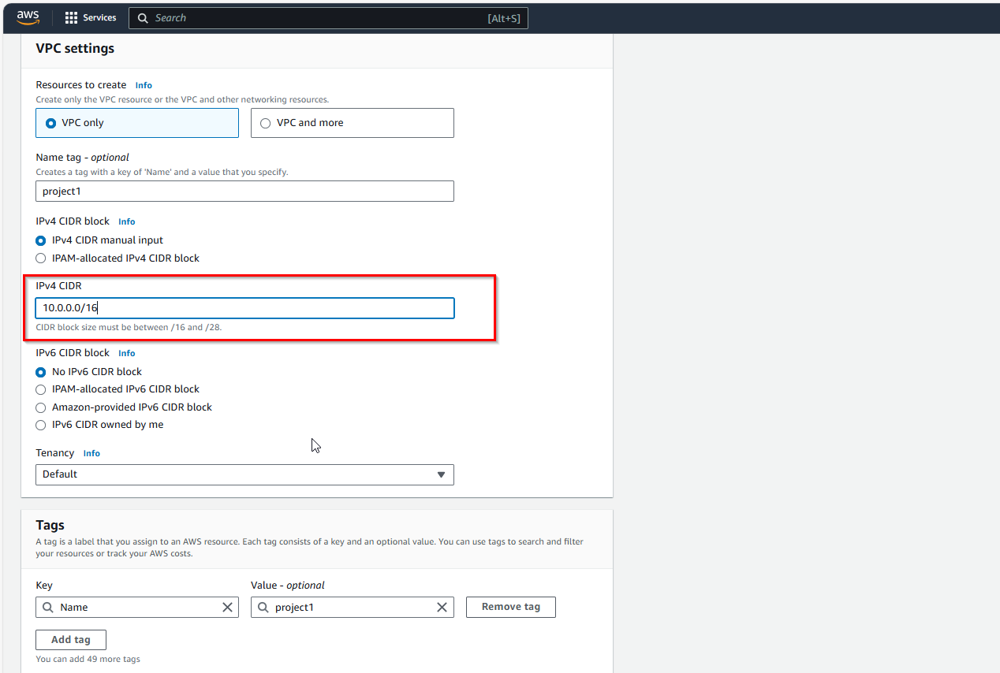 aws Services Search [Alt+S]
VPC settings
Resources to create Info
Create only the VPC resource or the VPC and other networking resources.
VPC only VPC and more
Name tag - optional
Creates a tag with a key of 'Name' and a value that you specify.
project1
IPv4 CIDR block Info
IPv4 CIDR manual input
IPAM-allocated IPv4 CIDR block
IPv4 CIDR
10.0.0.0/16
CIDR block size must be between /16 and /28.
IPv6 CIDR block Info
No IPv6 CIDR block
IPAM-allocated IPv6 CIDR block
Amazon-provided IPv6 CIDR block
IPv6 CIDR owned by me
Tenancy Info
Default
Tags
A tag is a label that you assign to an AWS resource. Each tag consists of a key and an optional value. You can use tags to search and filter
your resources or track your AWS costs.
Key Value - optional
Name project1 Remove tag
Add tag
You can add 49 more tags